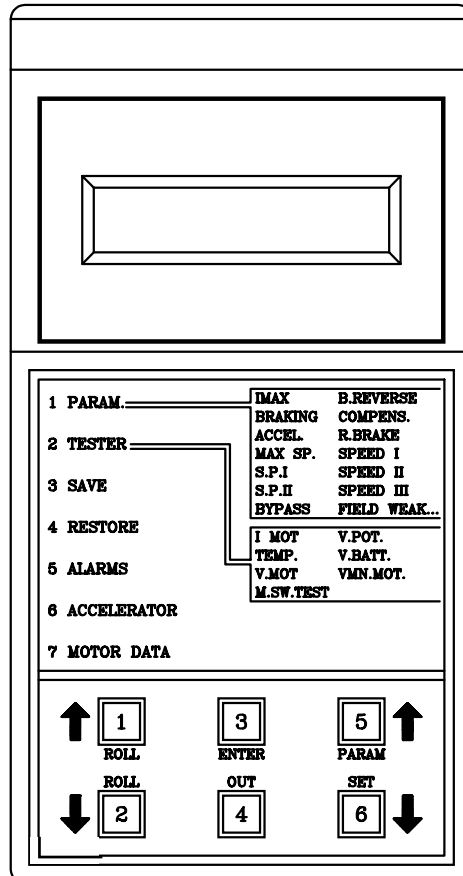 1 PARAM.
2 TESTER
3 SAVE
4 RESTORE
5 ALARMS
6 ACCELERATOR
7 MOTOR DATA
IMAX B.REVERSE
BRAKING COMPENS.
ACCEL. R.BRAKE
MAX SP. SPEED I
S.P.I SPEED II
S.P.II SPEED III
BYPASS FIELD WEAK...
I MOT V.POT.
TEMP. V.BATT.
V.MOT VMN.MOT.
M.SW.TEST
1 3 5
ROLL ENTER PARAM
ROLL OUT SET
2 4 6